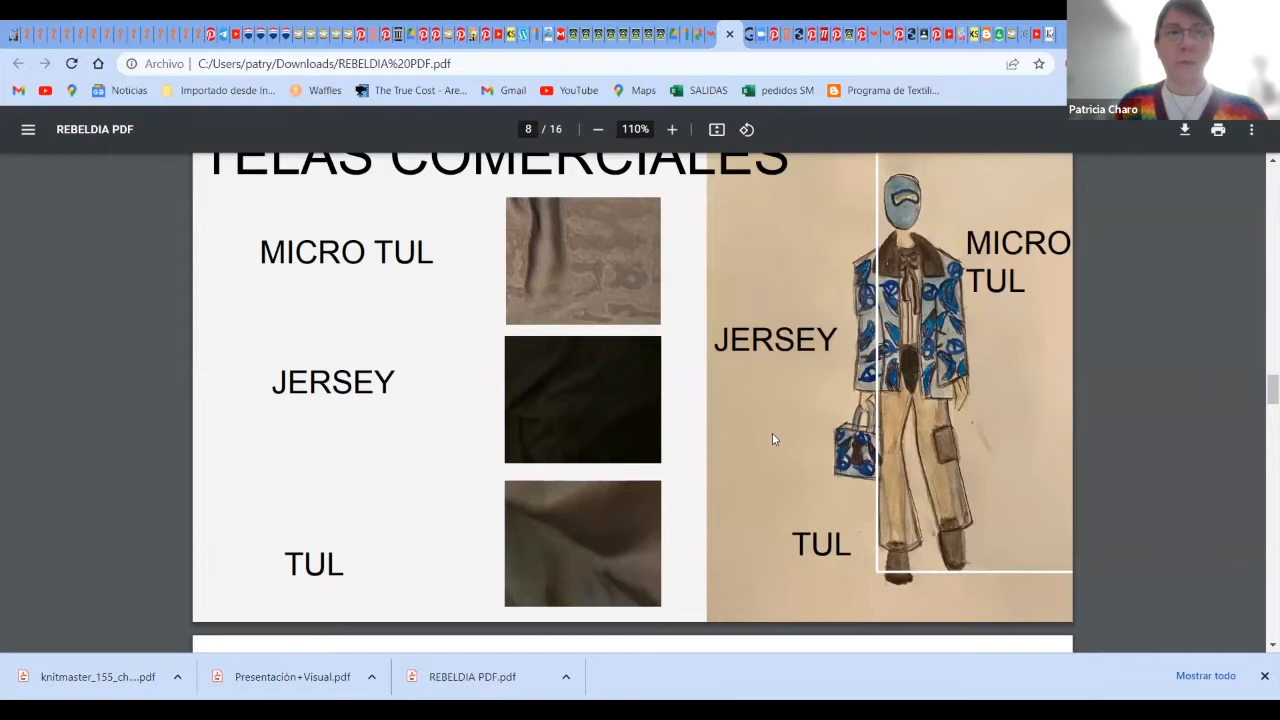 Archivo
C:/Users/patry/Downloads/REBELDIA%20PDF.pdf
Noticias
Importado desde In...
Waffles
The True Cost - Are...
Gmail
YouTube
Maps
SALIDAS
pedidos SM
Programa de Textili...
Patricia Charo
REBELDIA PDF
8 / 16
110%
TELAS COMERCIALES
MICRO TUL
JERSEY
TUL
MICRO
TUL
JERSEY
TUL
knitmaster_155_ch....pdf
Presentación+Visual.pdf
REBELDIA PDF.pdf
Mostrar todo